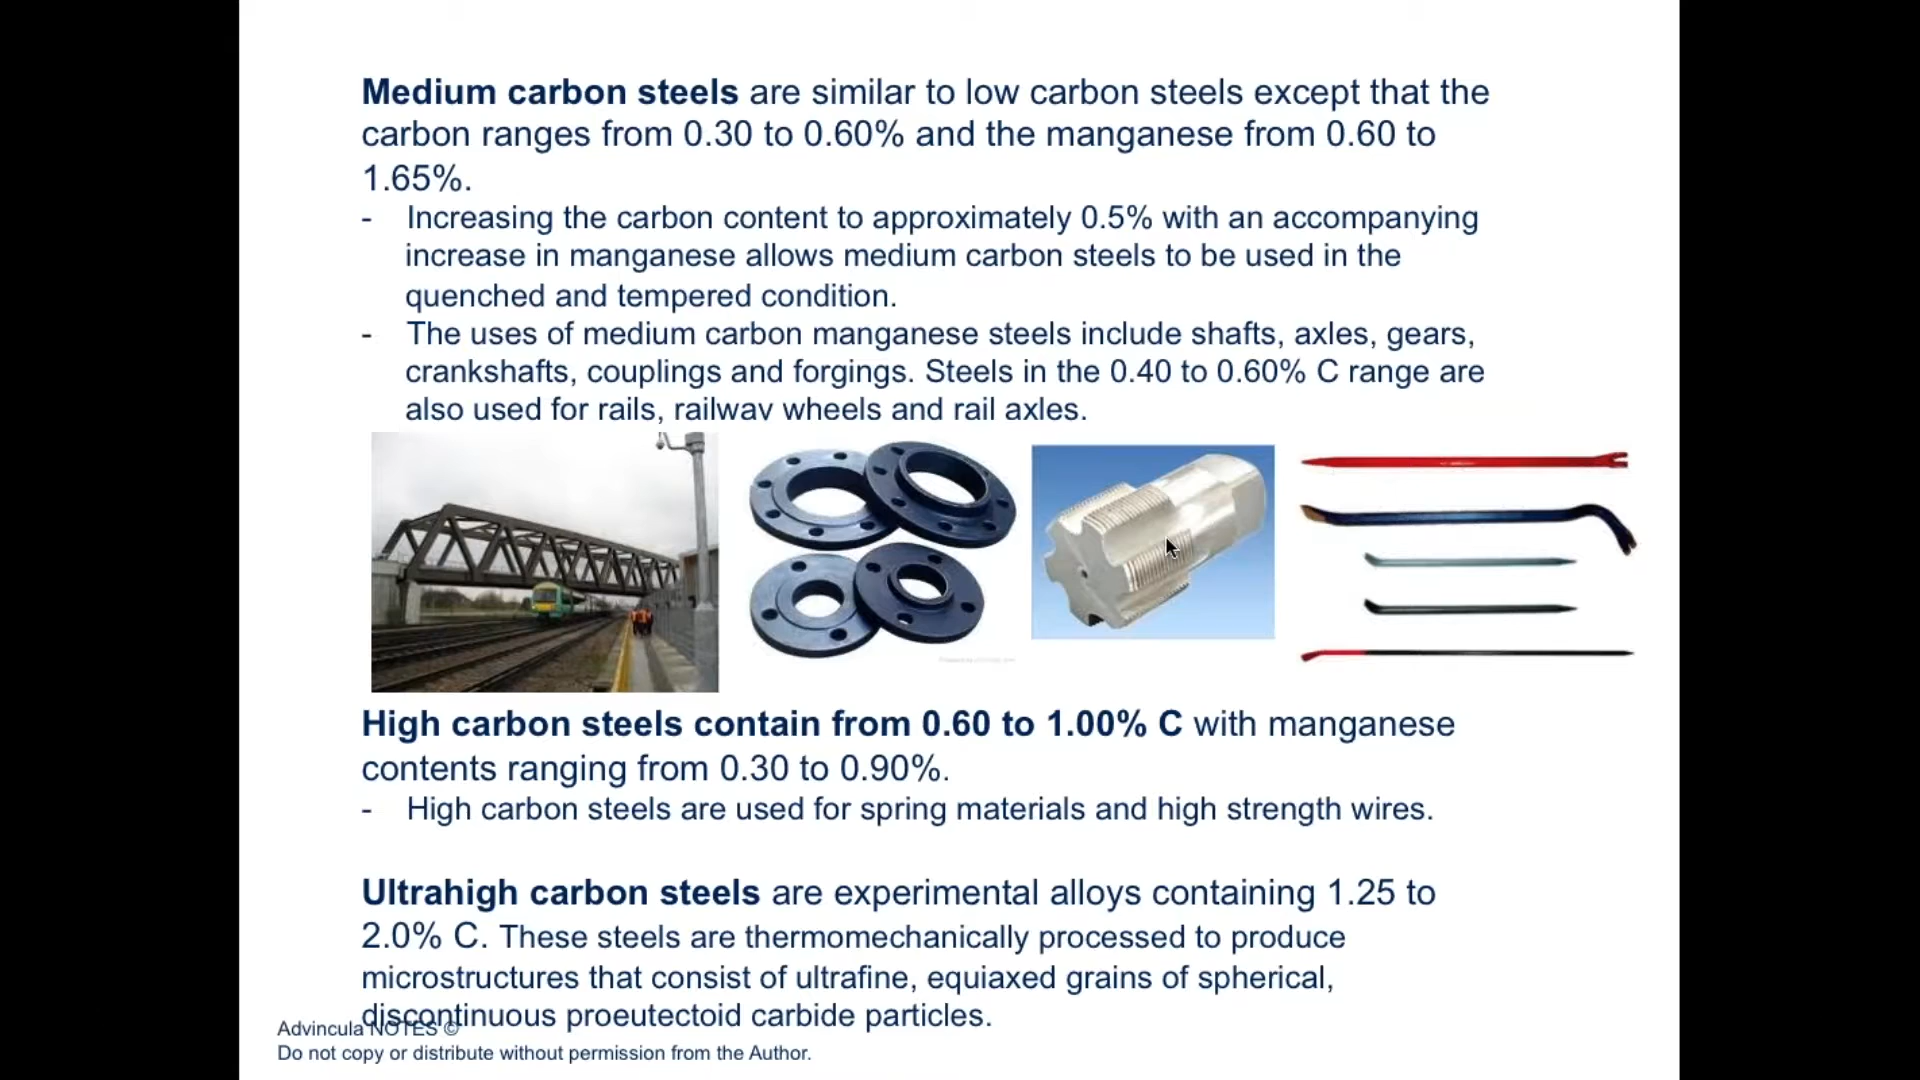 Medium carbon steels are similar to low carbon steels except that the
carbon ranges from 0.30 to 0.60% and the manganese from 0.60 to
1.65%.
- Increasing the carbon content to approximately 0.5% with an accompanying
increase in manganese allows medium carbon steels to be used in the
quenched and tempered condition.
- The uses of medium carbon manganese steels include shafts, axles, gears,
crankshafts, couplings and forgings. Steels in the 0.40 to 0.60% C range are
also used for rails, railway wheels and rail axles.
High carbon steels contain from 0.60 to 1.00% C with manganese
contents ranging from 0.30 to 0.90%.
- High carbon steels are used for spring materials and high strength wires.
Ultrahigh carbon steels are experimental alloys containing 1.25 to
2.0% C. These steels are thermomechanically processed to produce
microstructures that consist of ultrafine, equiaxed grains of spherical,
discontinuous proeutectoid carbide particles.
Advincula NOTES ©
Do not copy or distribute without permission from the Author.